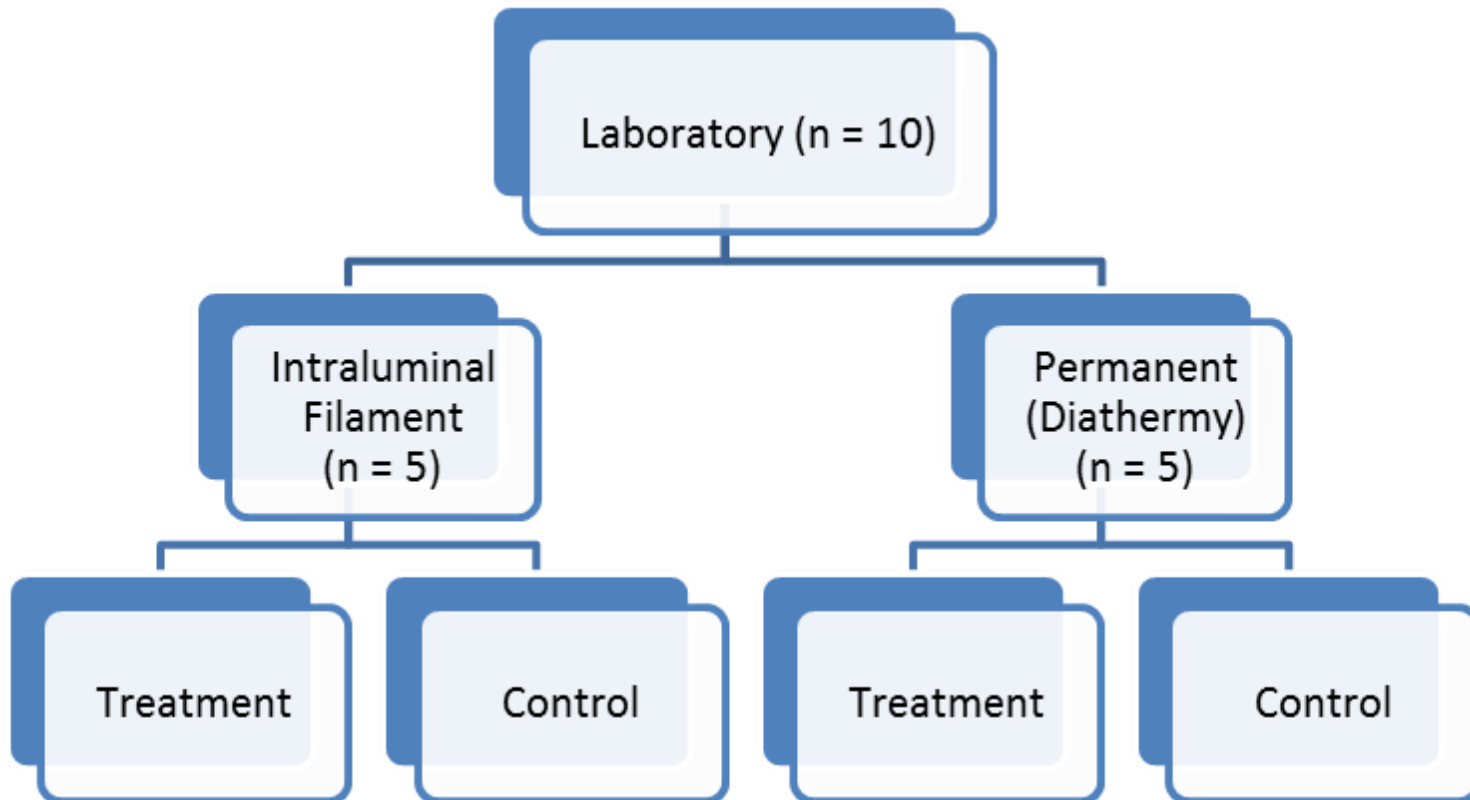 Laboratory (n = 10)
Intraluminal
Filament
(n = 5)
Permanent
(Diathermy)
(n = 5)
Treatment
Control
Treatment
Control